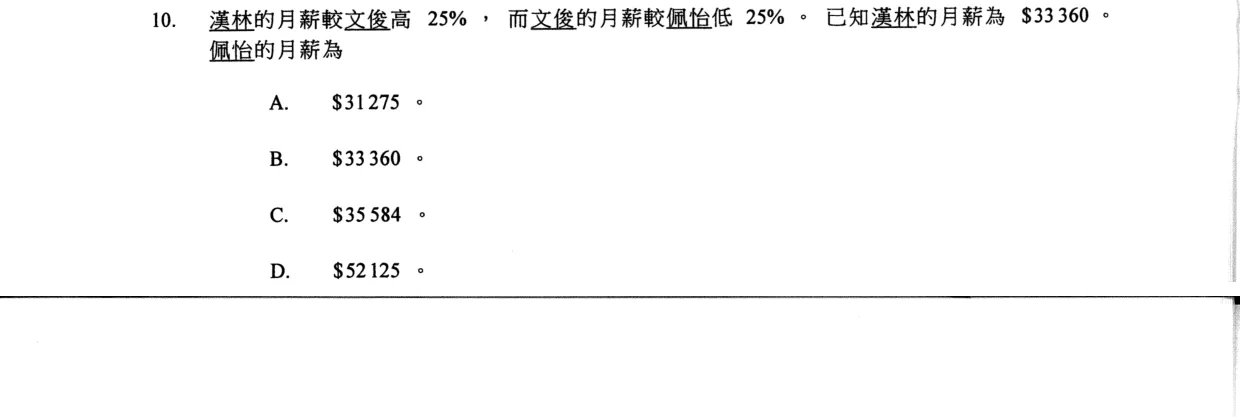 10. 漢林的月薪較文俊高 25% , 而文俊的月薪較佩怡低 25% 。 已知漢林的月薪為 $33 360 。
佩怡的月薪為
A. $31 275 。
B. $33 360 。
C. $35 584 。
D. $52 125 。